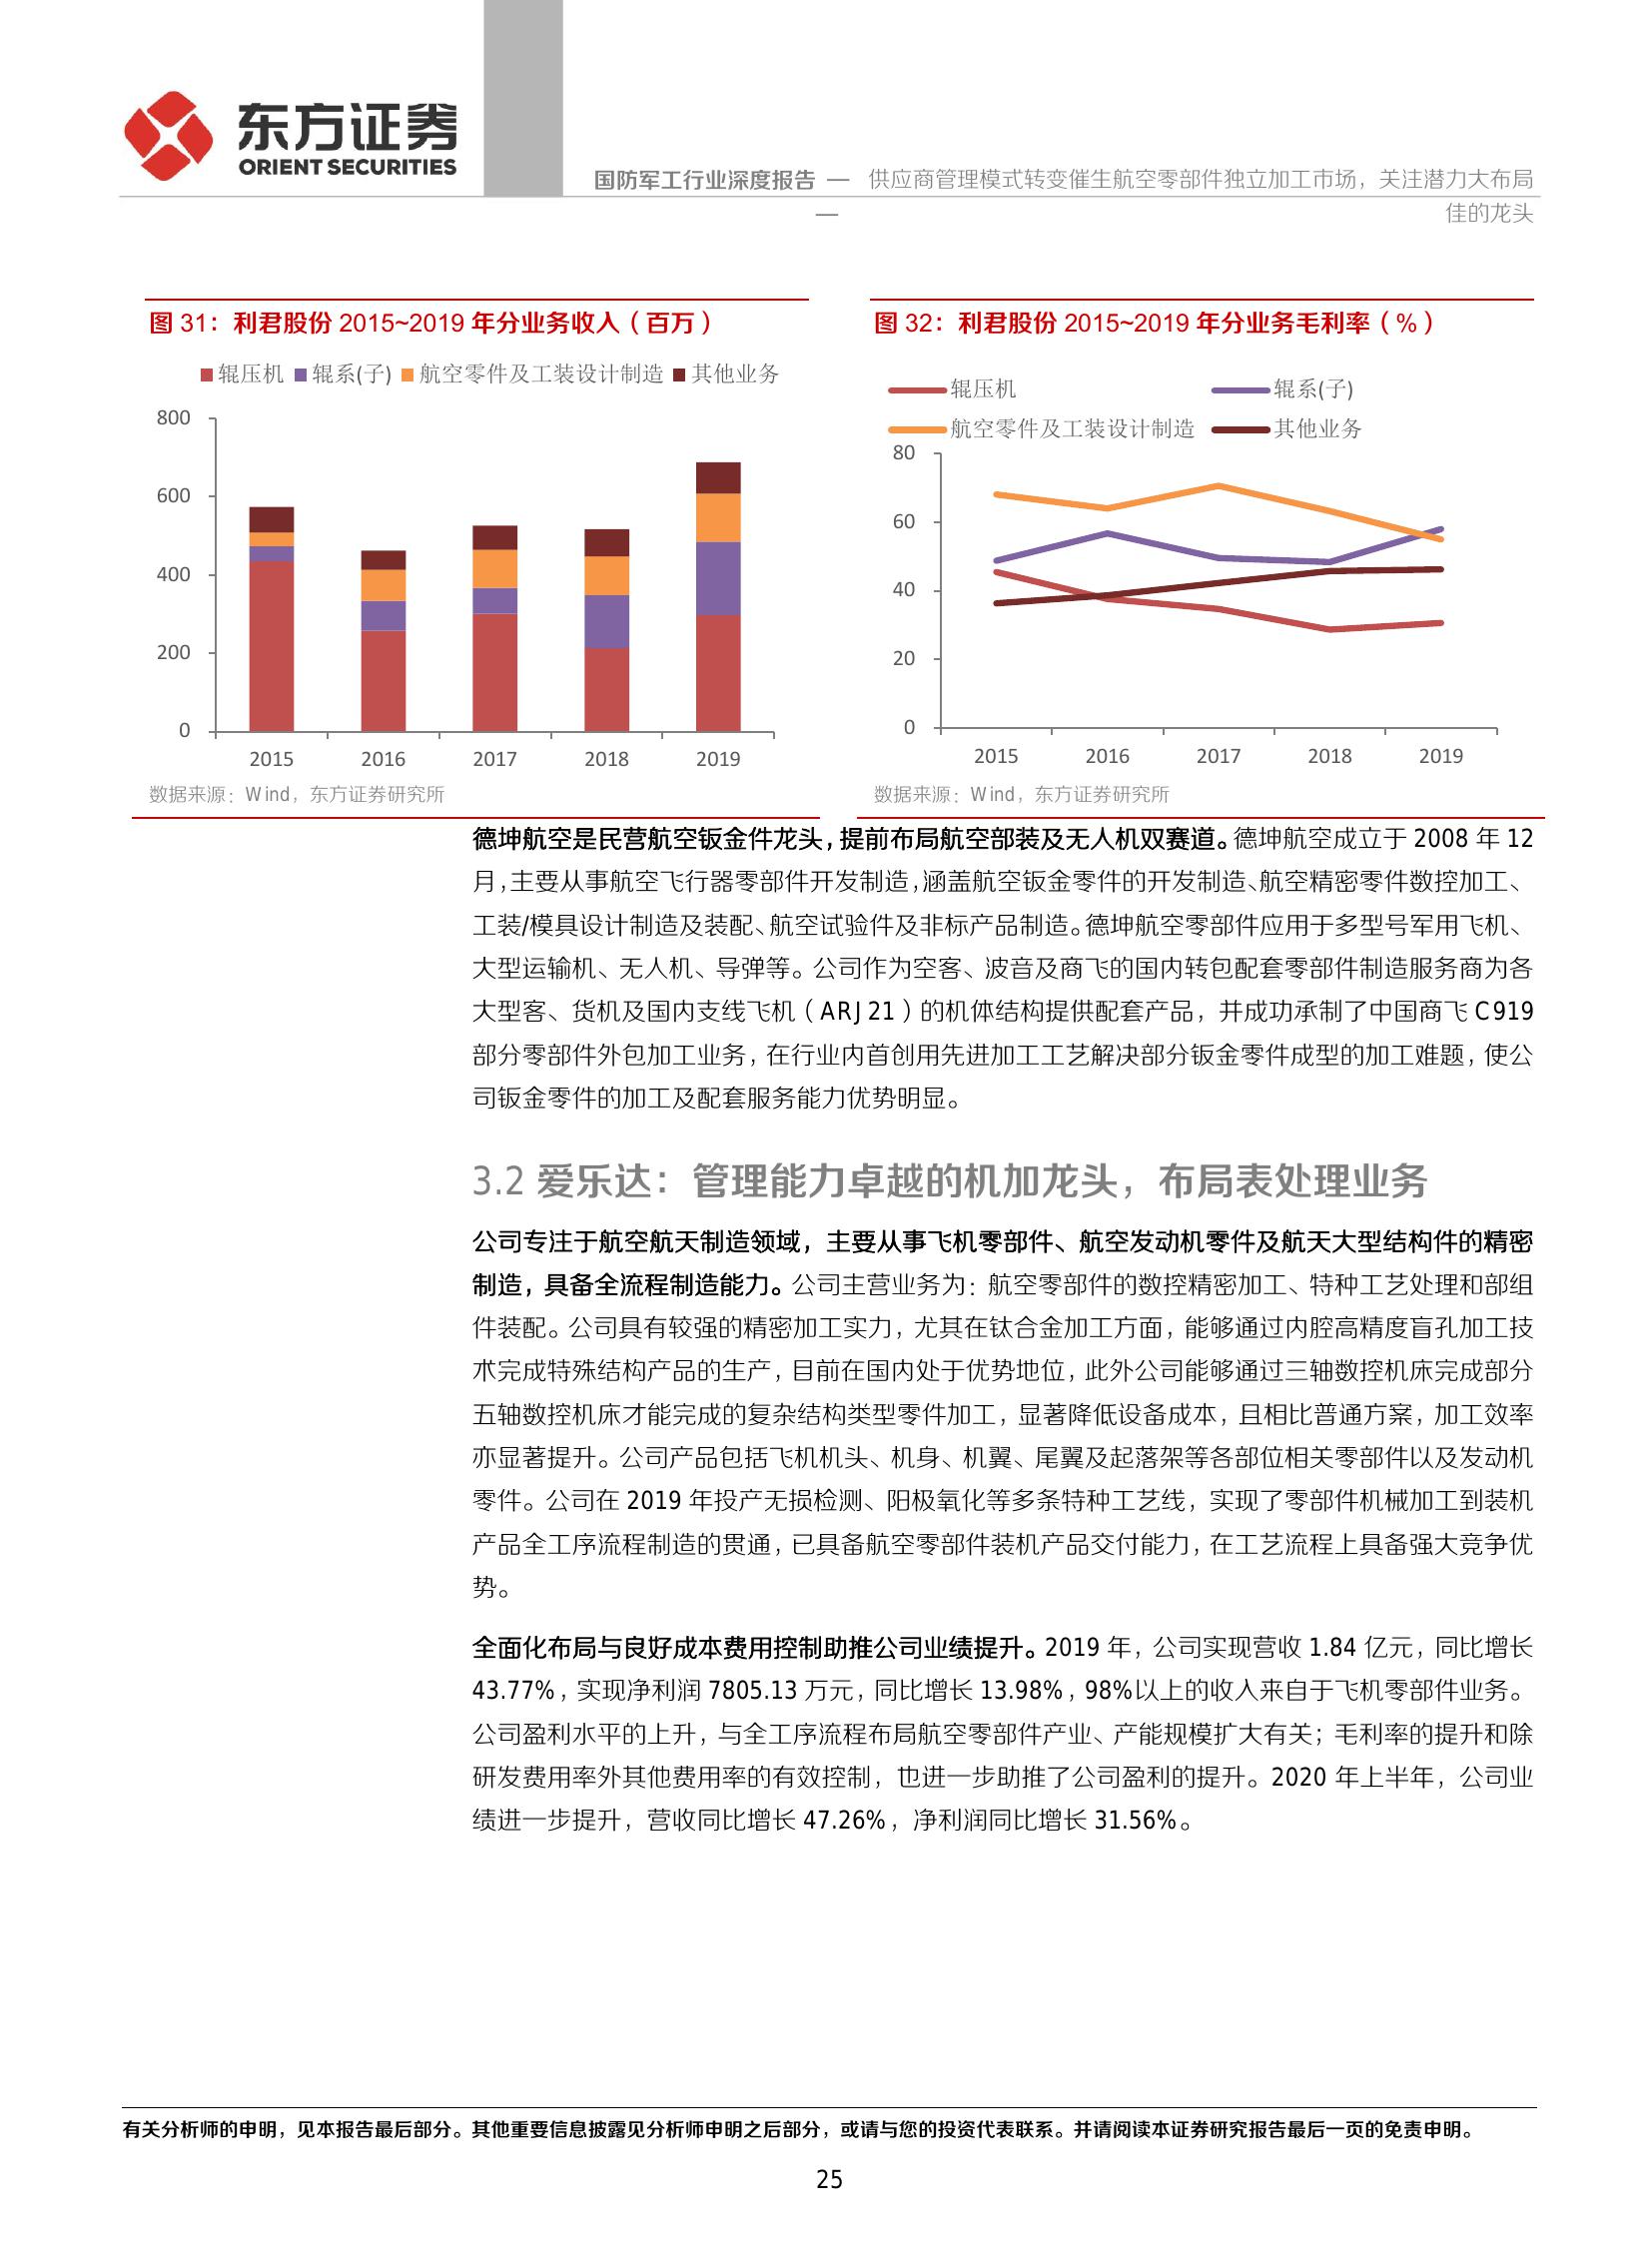 东方证券
ORIENT SECURITIES
国防军工行业深度报告 —— 供应商管理模式转变催生航空零部件独立加工市场，关注潜力大布局
佳的龙头
图 31：利君股份 2015~2019 年分业务收入（百万）
辊压机 辊系(子) 航空零件及工装设计制造 其他业务
800
600
400
200
0
2015 2016 2017 2018 2019
数据来源：Wind，东方证券研究所
图 32：利君股份 2015~2019 年分业务毛利率（%）
辊压机 辊系(子)
航空零件及工装设计制造 其他业务
80
60
40
20
0
2015 2016 2017 2018 2019
数据来源：Wind，东方证券研究所
德坤航空是民营航空钣金件龙头，提前布局航空部装及无人机双赛道。德坤航空成立于 2008 年 12
月，主要从事航空飞行器零部件开发制造，涵盖航空钣金零件的开发制造、航空精密零件数控加工、
工装/模具设计制造及装配、航空试验件及非标产品制造。德坤航空零部件应用于多型号军用飞机、
大型运输机、无人机、导弹等。公司作为空客、波音及商飞的国内转包配套零部件制造服务商为各
大型客、货机及国内支线飞机（ARJ21）的机体结构提供配套产品，并成功承制了中国商飞 C919
部分零部件外包加工业务，在行业内首创用先进加工工艺解决部分钣金零件成型的加工难题，使公
司钣金零件的加工及配套服务能力优势明显。
3.2 爱乐达：管理能力卓越的机加龙头，布局表处理业务
公司专注于航空航天制造领域，主要从事飞机零部件、航空发动机零件及航天大型结构件的精密
制造，具备全流程制造能力。公司主营业务为：航空零部件的数控精密加工、特种工艺处理和部组
件装配。公司具有较强的精密加工实力，尤其在钛合金加工方面，能够通过内腔高精度盲孔加工技
术完成特殊结构产品的生产，目前在国内处于优势地位，此外公司能够通过三轴数控机床完成部分
五轴数控机床才能完成的复杂结构类型零件加工，显著降低设备成本，且相比普通方案，加工效率
亦显著提升。公司产品包括飞机机头、机身、机翼、尾翼及起落架等各部位相关零部件以及发动机
零件。公司在 2019 年投产无损检测、阳极氧化等多条特种工艺线，实现了零部件机械加工到装机
产品全工序流程制造的贯通，已具备航空零部件装机产品交付能力，在工艺流程上具备强大竞争优
势。
全面化布局与良好成本费用控制助推公司业绩提升。2019 年，公司实现营收 1.84 亿元，同比增长
43.77%，实现净利润 7805.13 万元，同比增长 13.98%，98%以上的收入来自于飞机零部件业务。
公司盈利水平的上升，与全工序流程布局航空零部件产业、产能规模扩大有关；毛利率的提升和除
研发费用率外其他费用率的有效控制，也进一步助推了公司盈利的提升。2020 年上半年，公司业
绩进一步提升，营收同比增长 47.26%，净利润同比增长 31.56%。
有关分析师的申明，见本报告最后部分。其他重要信息披露见分析师申明之后部分，或请与您的投资代表联系。并请阅读本证券研究报告最后一页的免责申明。
25